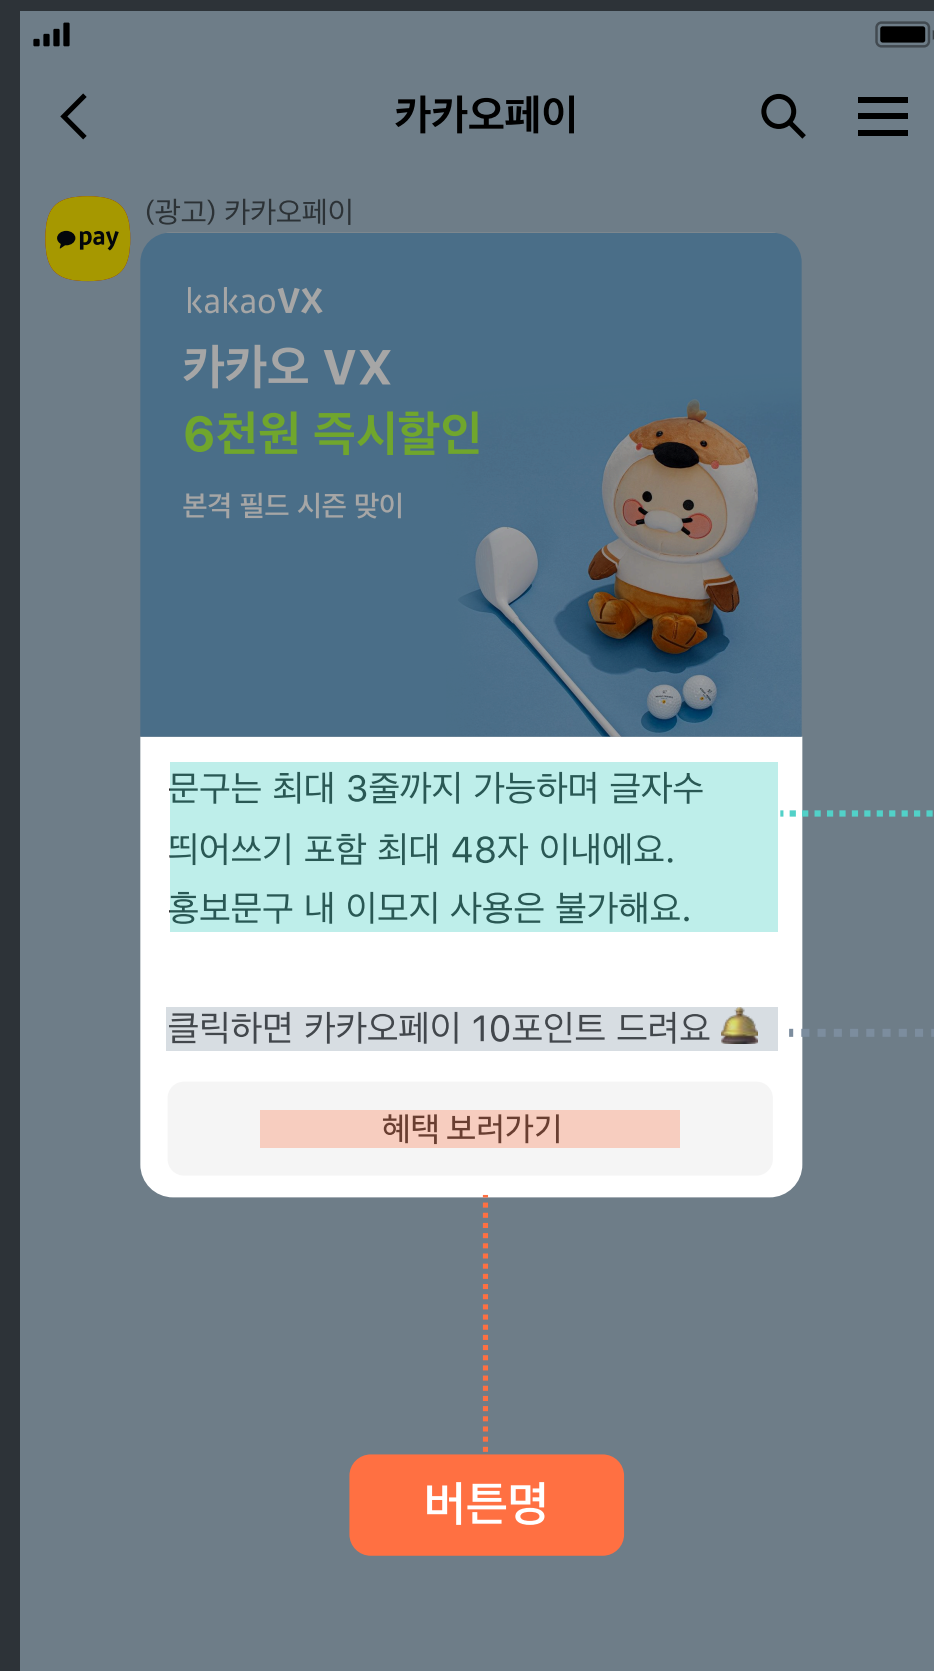 카카오페이
pay
(광고) 카카오페이
kakaoVX
카카오 VX
6천원 즉시할인
본격 필드 시즌 맞이
문구는 최대 3줄까지 가능하며 글자수
띄어쓰기 포함 최대 48자 이내에요.
홍보문구 내 이모지 사용은 불가해요.
클릭하면 카카오페이 10포인트 드려요 🛎️
혜택 보러가기
버튼명